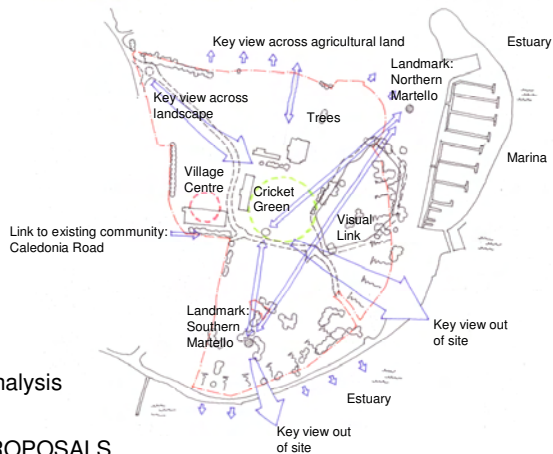 Key view across agricultural land
Estuary
Landmark:
Northern
Martello
Key view across
landscape
Trees
Marina
Village
Centre
Cricket
Green
Visual
Link
Link to existing community:
Caledonia Road
Landmark:
Southern
Martello
Key view out
of site
Estuary
Key view out
of site